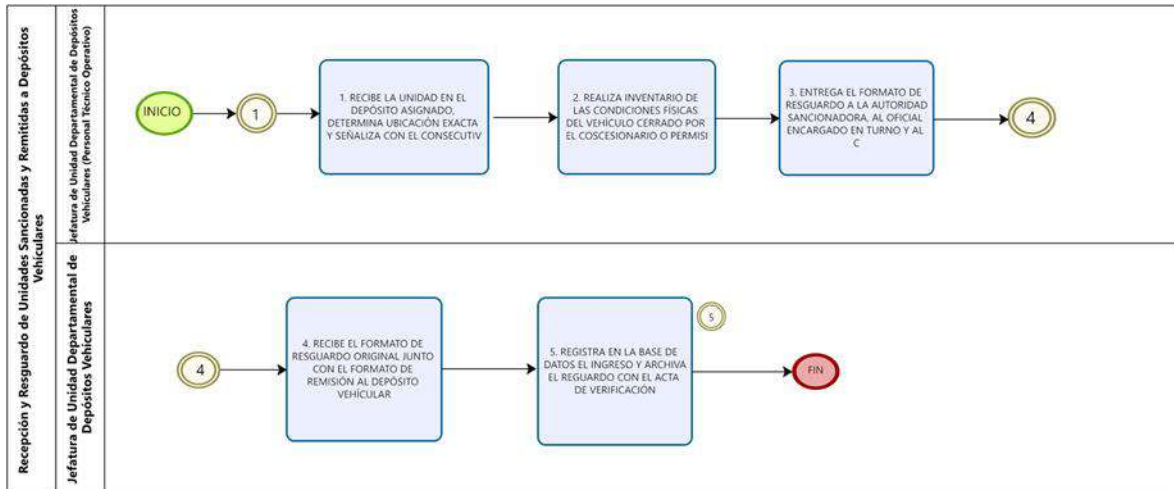 Recepción y Resguardo de Unidades Sancionadas y Remitidas a Depósitos
Vehiculares
Jefatura de Unidad Departamental de Depósitos
Vehiculares (Personal Técnico Operativo)
INICIO
1
1. RECIBE LA UNIDAD EN EL
DEPÓSITO ASIGNADO,
DETERMINA UBICACIÓN EXACTA
Y SEÑALIZA CON EL CONSECUTIV
2. REALIZA INVENTARIO DE
LAS CONDICIONES FÍSICAS
DEL VEHÍCULO CERRADO POR
EL COSCESIONARIO O PERMISI
3. ENTREGA EL FORMATO DE
RESGUARDO A LA AUTORIDAD
SANCIONADORA, AL OFICIAL
ENCARGADO EN TURNO Y AL
C
4
Jefatura de Unidad Departamental de
Depósitos Vehiculares
4
4. RECIBE EL FORMATO DE
RESGUARDO ORIGINAL JUNTO
CON EL FORMATO DE
REMISIÓN AL DEPÓSITO
VEHÍCULAR
5. REGISTRA EN LA BASE DE
DATOS EL INGRESO Y ARCHIVA
EL REGUARDO CON EL ACTA
DE VERIFICACIÓN
5
FIN